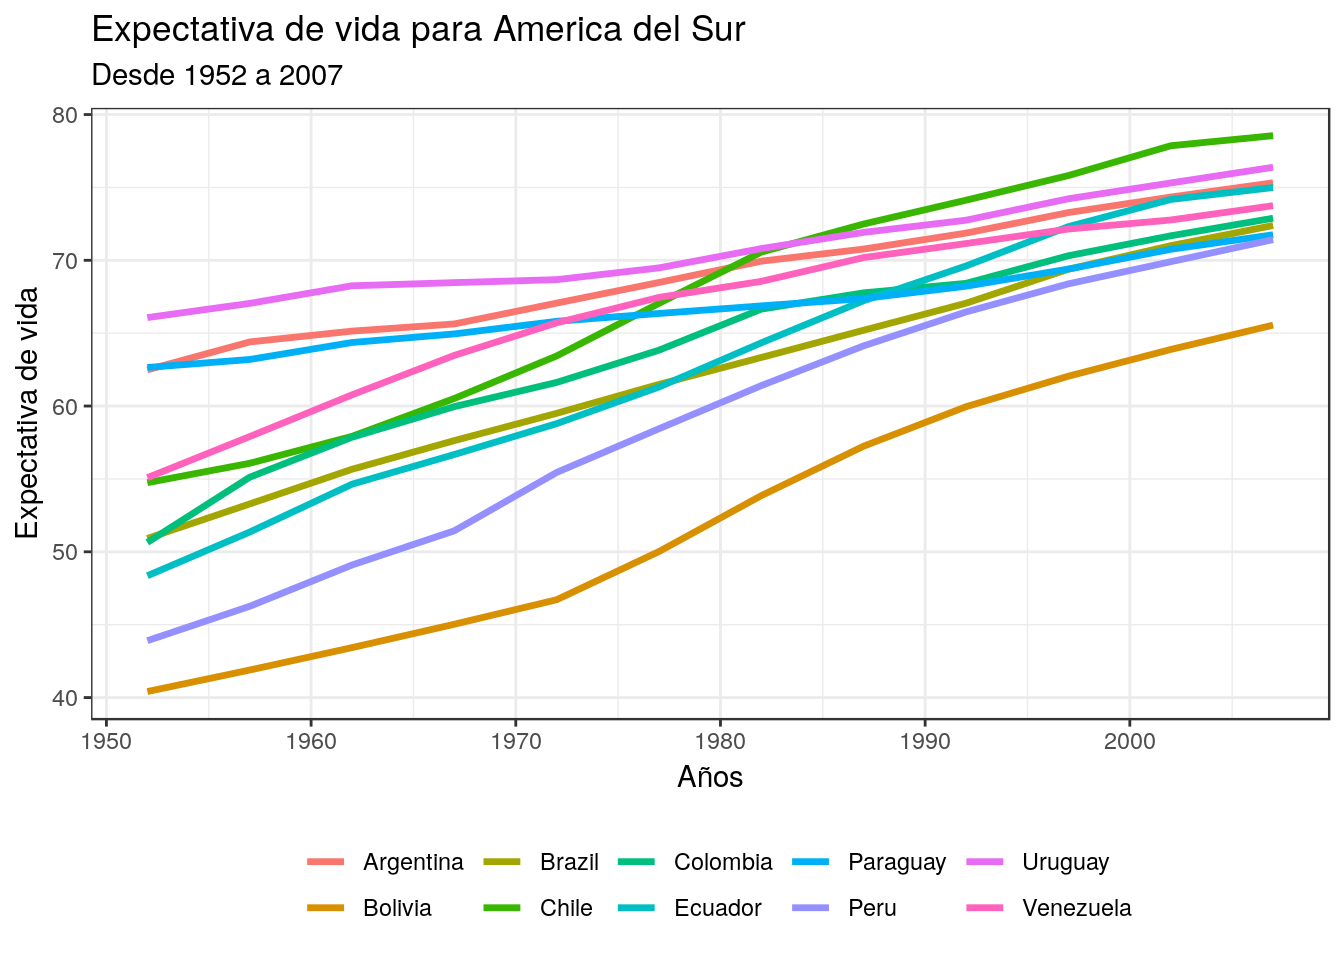 Expectativa de vida para America del Sur
Desde 1952 a 2007
Expectativa de vida
80
70
60
50
40
1950 1960 1970 1980 1990 2000
Años
Argentina Brazil Colombia Paraguay Uruguay
Bolivia Chile Ecuador Peru Venezuela